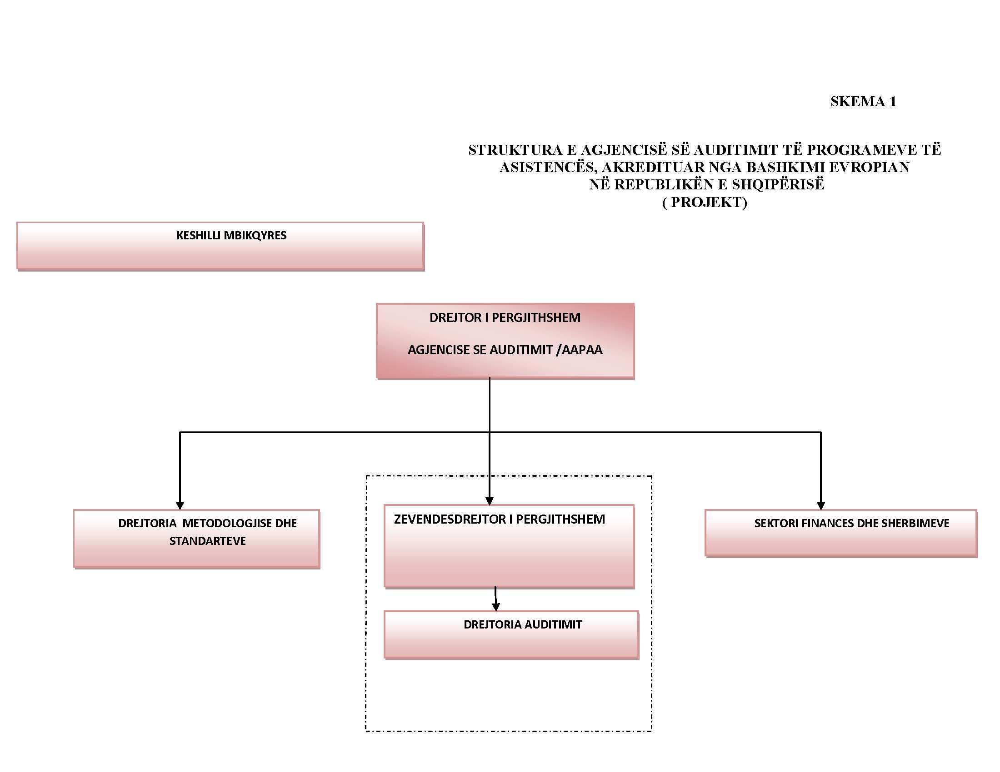 SKEMA 1
STRUKTURA E AGJENCISË SË AUDITIMIT TË PROGRAMEVE TË
ASISTENCËS, AKREDITUAR NGA BASHKIMI EVROPIAN
NË REPUBLIKËN E SHQIPËRISË
( PROJEKT)
KESHILLI MBIKQYRES
DREJTOR I PERGJITHSHEM
AGJENCISE SE AUDITIMIT /AAPAA
DREJTORIA METODOLOGJISE DHE
STANDARTEVE
ZEVENDESDREJTOR I PERGJITHSHEM
SEKTORI FINANCES DHE SHERBIMEVE
DREJTORIA AUDITIMIT